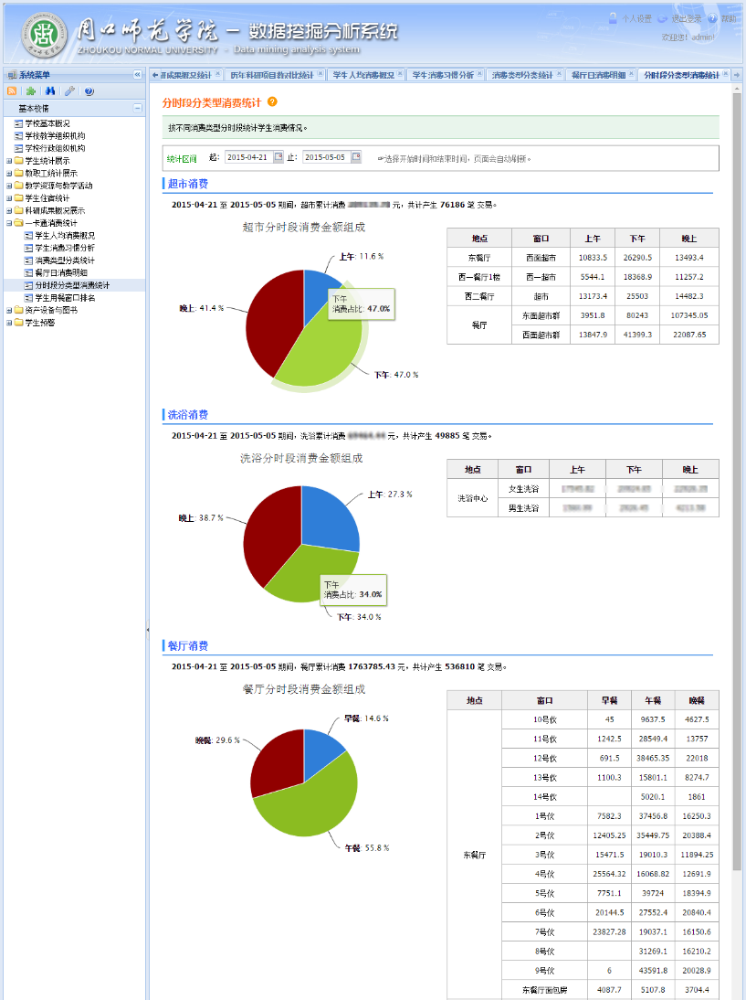 周口师范学院 - 数据挖掘分析系统
ZHOUKOU NORMAL UNIVERSITY - Data mining analysis system
个人设置 退出登录 帮助
欢迎您! admin!
系统菜单
基本校情
学校基本概况
学校教学组织机构
学校行政组织机构
学生统计展示
教职工统计展示
教学资源与教学活动
学生住宿统计
科研成果概况展示
一卡通消费统计
学生人均消费概况
学生消费习惯分析
消费类型分类统计
餐厅日消费明细
分时段分类型消费统计
学生用餐窗口排名
资产设备与图书
学生预警
研成果概况统计 历年科研项目数对比统计 学生人均消费概况 学生消费习惯分析 消费类型分类统计 餐厅日消费明细 分时段分类型消费统计
分时段分类型消费统计
按不同消费类型分时段统计学生消费情况。
统计区间 起: 2015-04-21 止: 2015-05-05 选择开始时间和结束时间,页面会自动刷新。
超市消费
2015-04-21 至 2015-05-05 期间, 超市累计消费 元, 共计产生 76186 笔 交易。
超市分时段消费金额组成
上午: 11.6 %
下午
消费占比: 47.0%
晚上: 41.4 %
下午: 47.0 %
地点 窗口 上午 下午 晚上
东餐厅 西面超市 10833.5 26290.5 13493.4
西一餐厅1楼 西一超市 5544.1 18368.9 11257.2
西二餐厅 超市 13173.4 25503 14482.3
餐厅 东面超市群 3951.8 80243 107345.05
西面超市群 13847.9 41399.3 22087.65
洗浴消费
2015-04-21 至 2015-05-05 期间, 洗浴累计消费 元, 共计产生 49885 笔 交易。
洗浴分时段消费金额组成
上午: 27.3 %
晚上: 38.7 %
下午
消费占比: 34.0%
下午: 34.0 %
地点 窗口 上午 下午 晚上
洗浴中心 女生洗浴
男生洗浴
餐厅消费
2015-04-21 至 2015-05-05 期间, 餐厅累计消费 1763785.43 元, 共计产生 536810 笔 交易。
餐厅分时段消费金额组成
早餐: 14.6 %
晚餐: 29.6 %
午餐: 55.8 %
地点 窗口 早餐 午餐 晚餐
东餐厅
10号伙 45 9637.5 4627.5
11号伙 1242.5 28549.4 13757
12号伙 691.5 38465.35 22018
13号伙 1100.3 15801.1 8274.7
14号伙 5020.1 1861
1号伙 7582.3 37456.8 16250.3
2号伙 12405.25 35449.75 20388.4
3号伙 15471.5 19010.3 11894.25
4号伙 25564.32 16068.82 12691.9
5号伙 7751.1 39724 18394.9
6号伙 20144.5 27552.4 20840.4
7号伙 23827.28 19037.1 16150.6
8号伙 31269.1 16210.2
9号伙 6 43591.8 20028.9
东餐厅面包房 4087.7 5107.8 3704.4